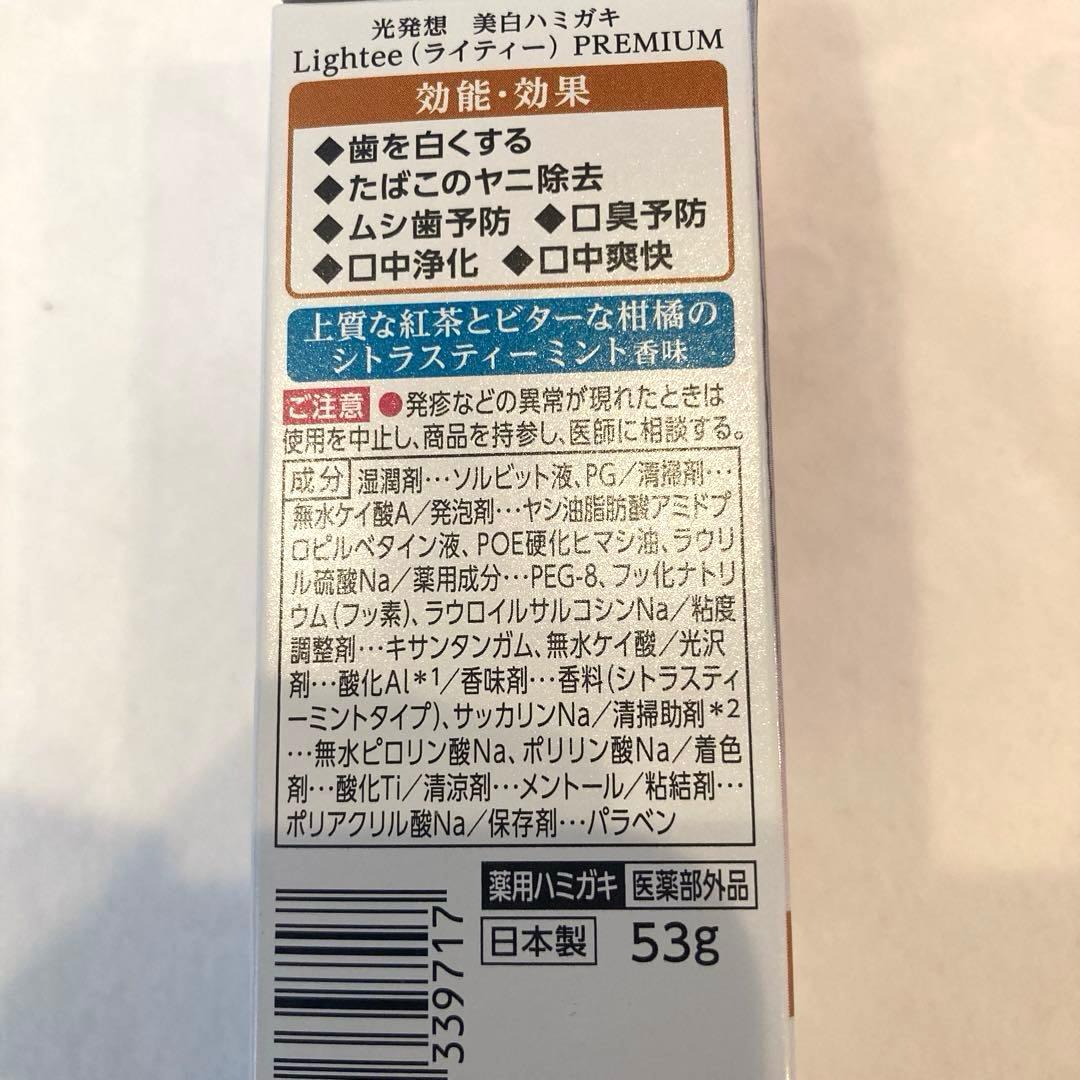 光発想 美白ハミガキ
Lightee（ライティー）PREMIUM
効能・効果
◆歯を白くする
◆たばこのヤニ除去
◆ムシ歯予防 ◆口臭予防
◆口中浄化 ◆口中爽快
上質な紅茶とビターな柑橘の
シトラスティーミント香味
ご注意 ●発疹などの異常が現れたときは
使用を中止し、商品を持参し、医師に相談する。
成分 湿潤剤…ソルビット液、PG／清掃剤…
無水ケイ酸A／発泡剤…ヤシ油脂肪酸アミドプ
ロピルベタイン液、POE硬化ヒマシ油、ラウリ
ル硫酸Na／薬用成分…PEG-8、フッ化ナトリ
ウム（フッ素）、ラウロイルサルコシンNa／粘度
調整剤…キサンタンガム、無水ケイ酸／光沢
剤…酸化Al＊1／香味剤…香料（シトラスティ
ーミントタイプ）、サッカリンNa／清掃助剤＊2
…無水ピロリン酸Na、ポリリン酸Na／着色
剤…酸化Ti／清涼剤…メントール／粘結剤…
ポリアクリル酸Na／保存剤…パラベン
薬用ハミガキ 医薬部外品
日本製 53g
339717